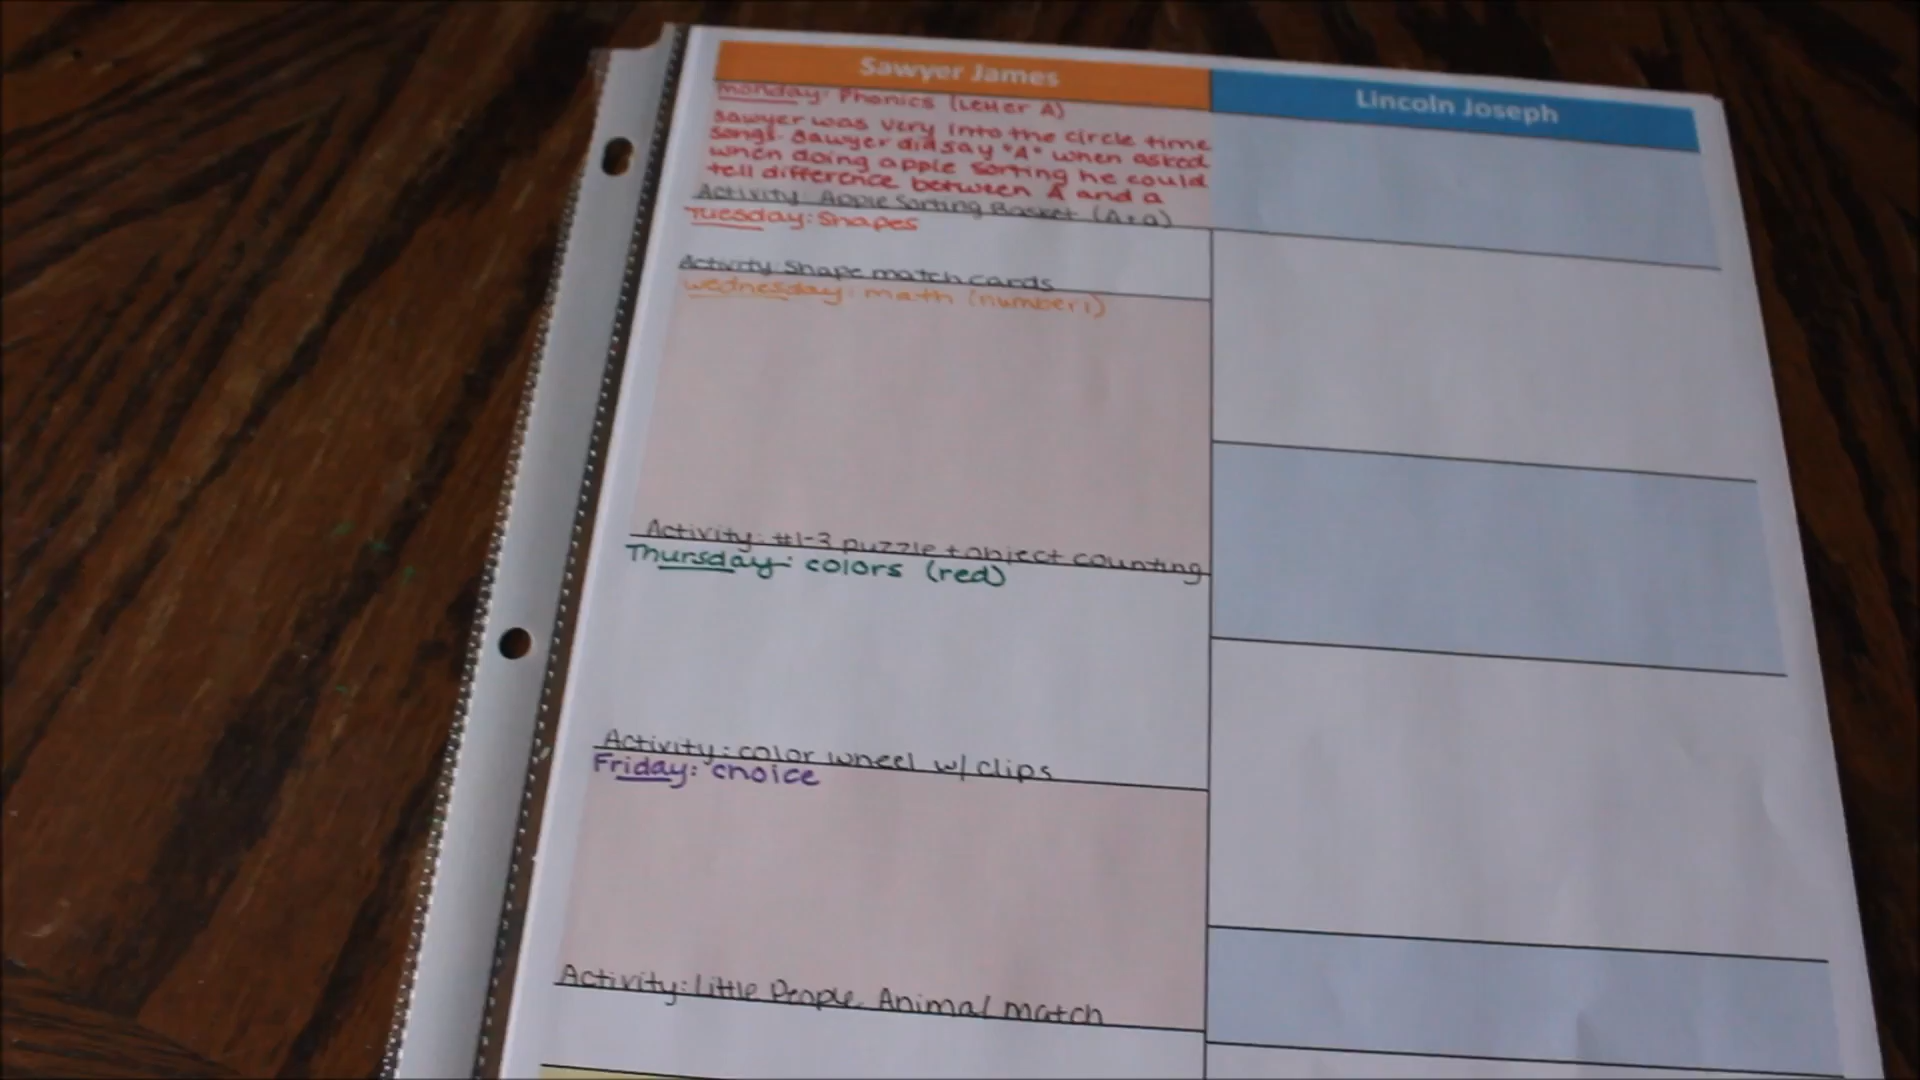 Sawyer James
Lincoln Joseph
monday: Phonics (Letter A)
Sawyer was very into the circle time
songs. Sawyer did say "A" when asked
when doing apple sorting he could
tell difference between A and a
Activity: Apple Sorting Basket (A+a)
Tuesday: Shapes
Activity: Shape match cards
wednesday: math (number 1)
Activity: #1-3 puzzle + object counting
Thursday: colors (red)
Activity: color wheel w/ clips
Friday: choice
Activity: Little People Animal match